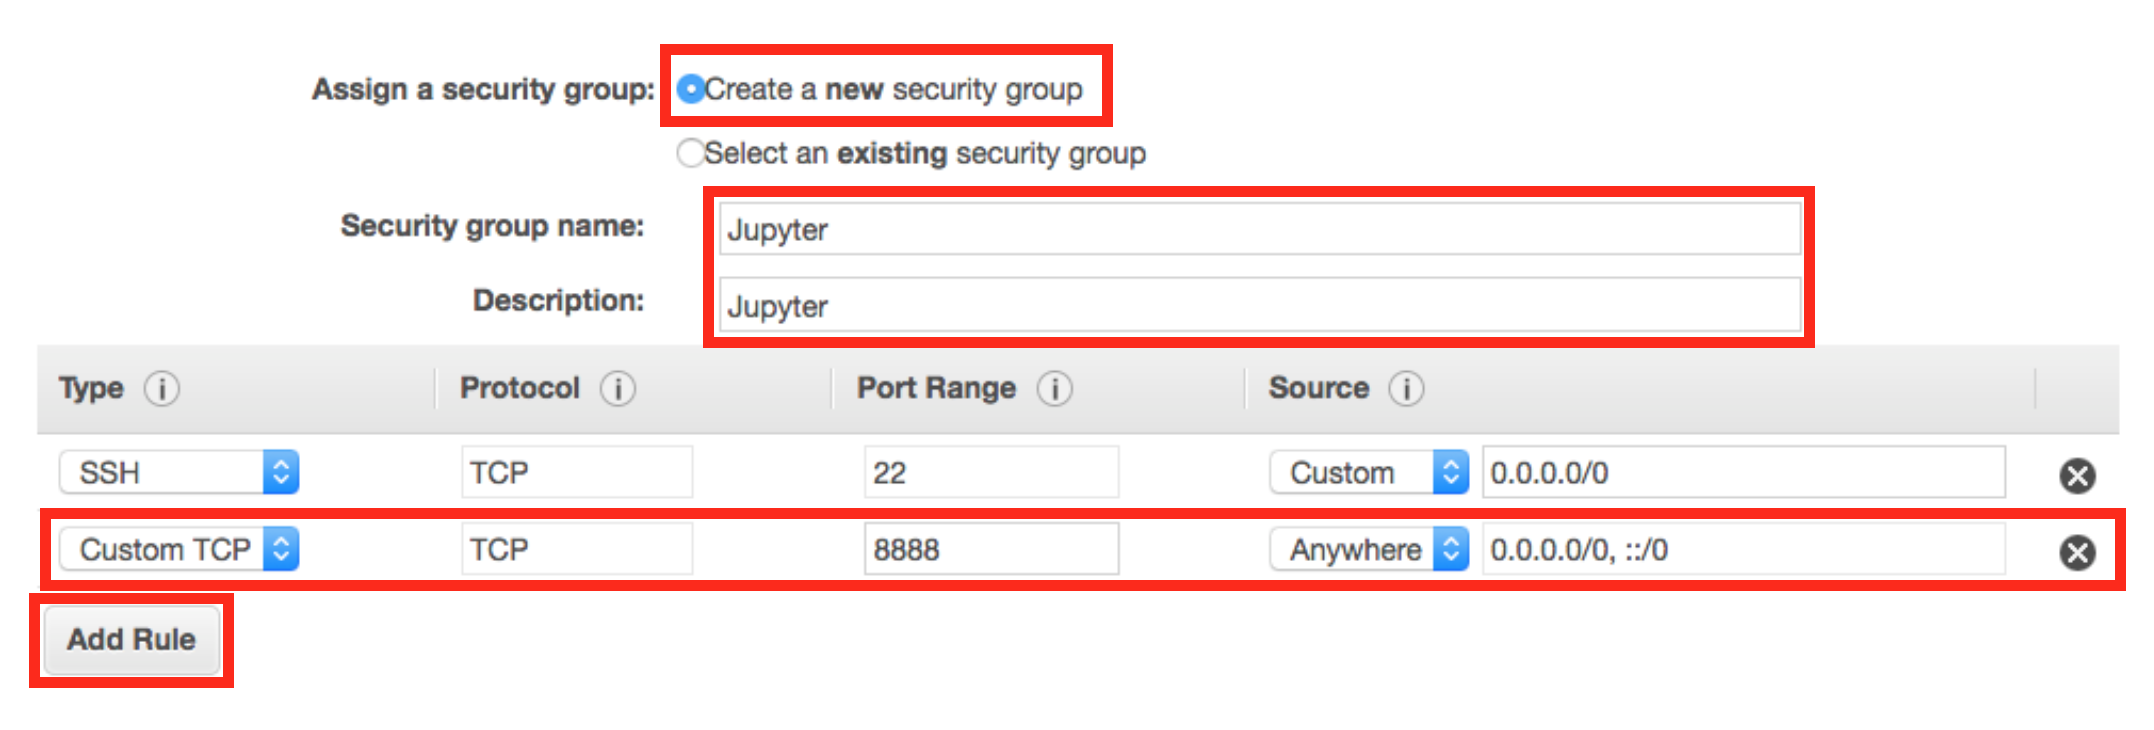 Assign a security group: Create a new security group
Select an existing security group
Security group name: Jupyter
Description: Jupyter
Type i Protocol i Port Range i Source i
SSH TCP 22 Custom 0.0.0.0/0
Custom TCP TCP 8888 Anywhere 0.0.0.0/0, ::/0
Add Rule